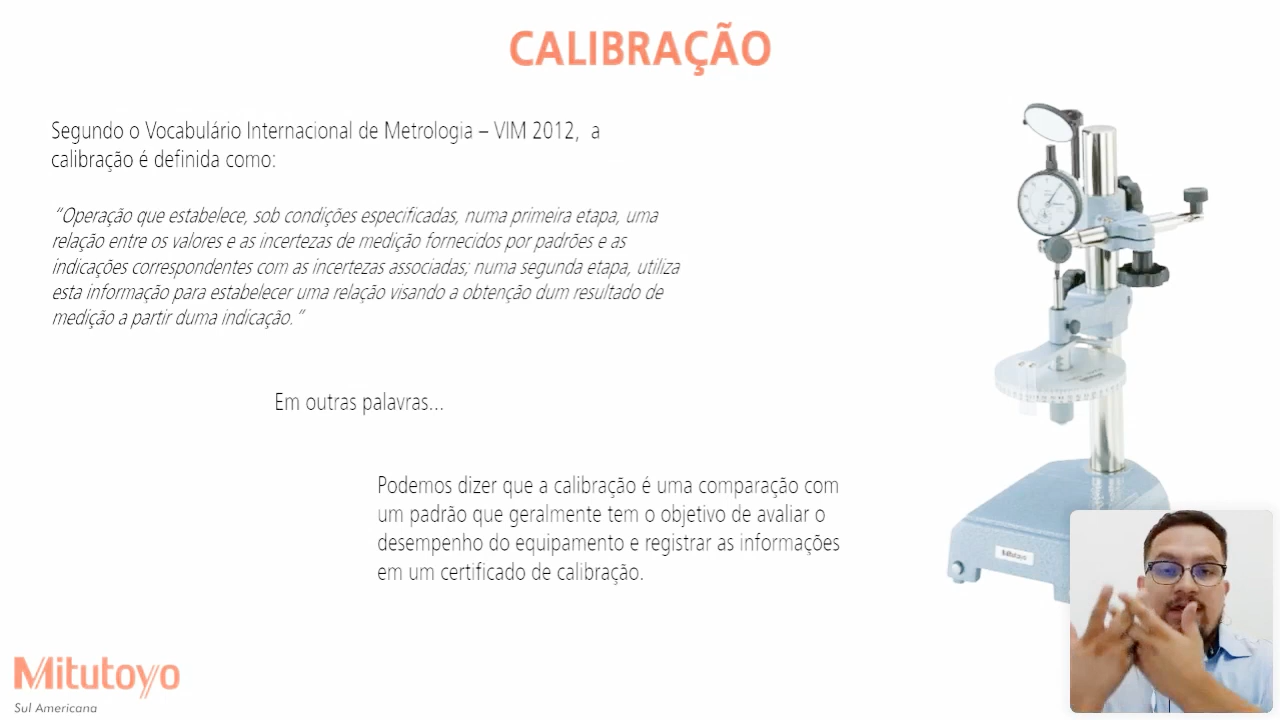 CALIBRAÇÃO
Segundo o Vocabulário Internacional de Metrologia – VIM 2012, a
calibração é definida como:
“Operação que estabelece, sob condições especificadas, numa primeira etapa, uma
relação entre os valores e as incertezas de medição fornecidos por padrões e as
indicações correspondentes com as incertezas associadas; numa segunda etapa, utiliza
esta informação para estabelecer uma relação visando a obtenção dum resultado de
medição a partir duma indicação.”
Em outras palavras...
Podemos dizer que a calibração é uma comparação com
um padrão que geralmente tem o objetivo de avaliar o
desempenho do equipamento e registrar as informações
em um certificado de calibração.
Mitutoyo
Mitutoyo
Sul Americana